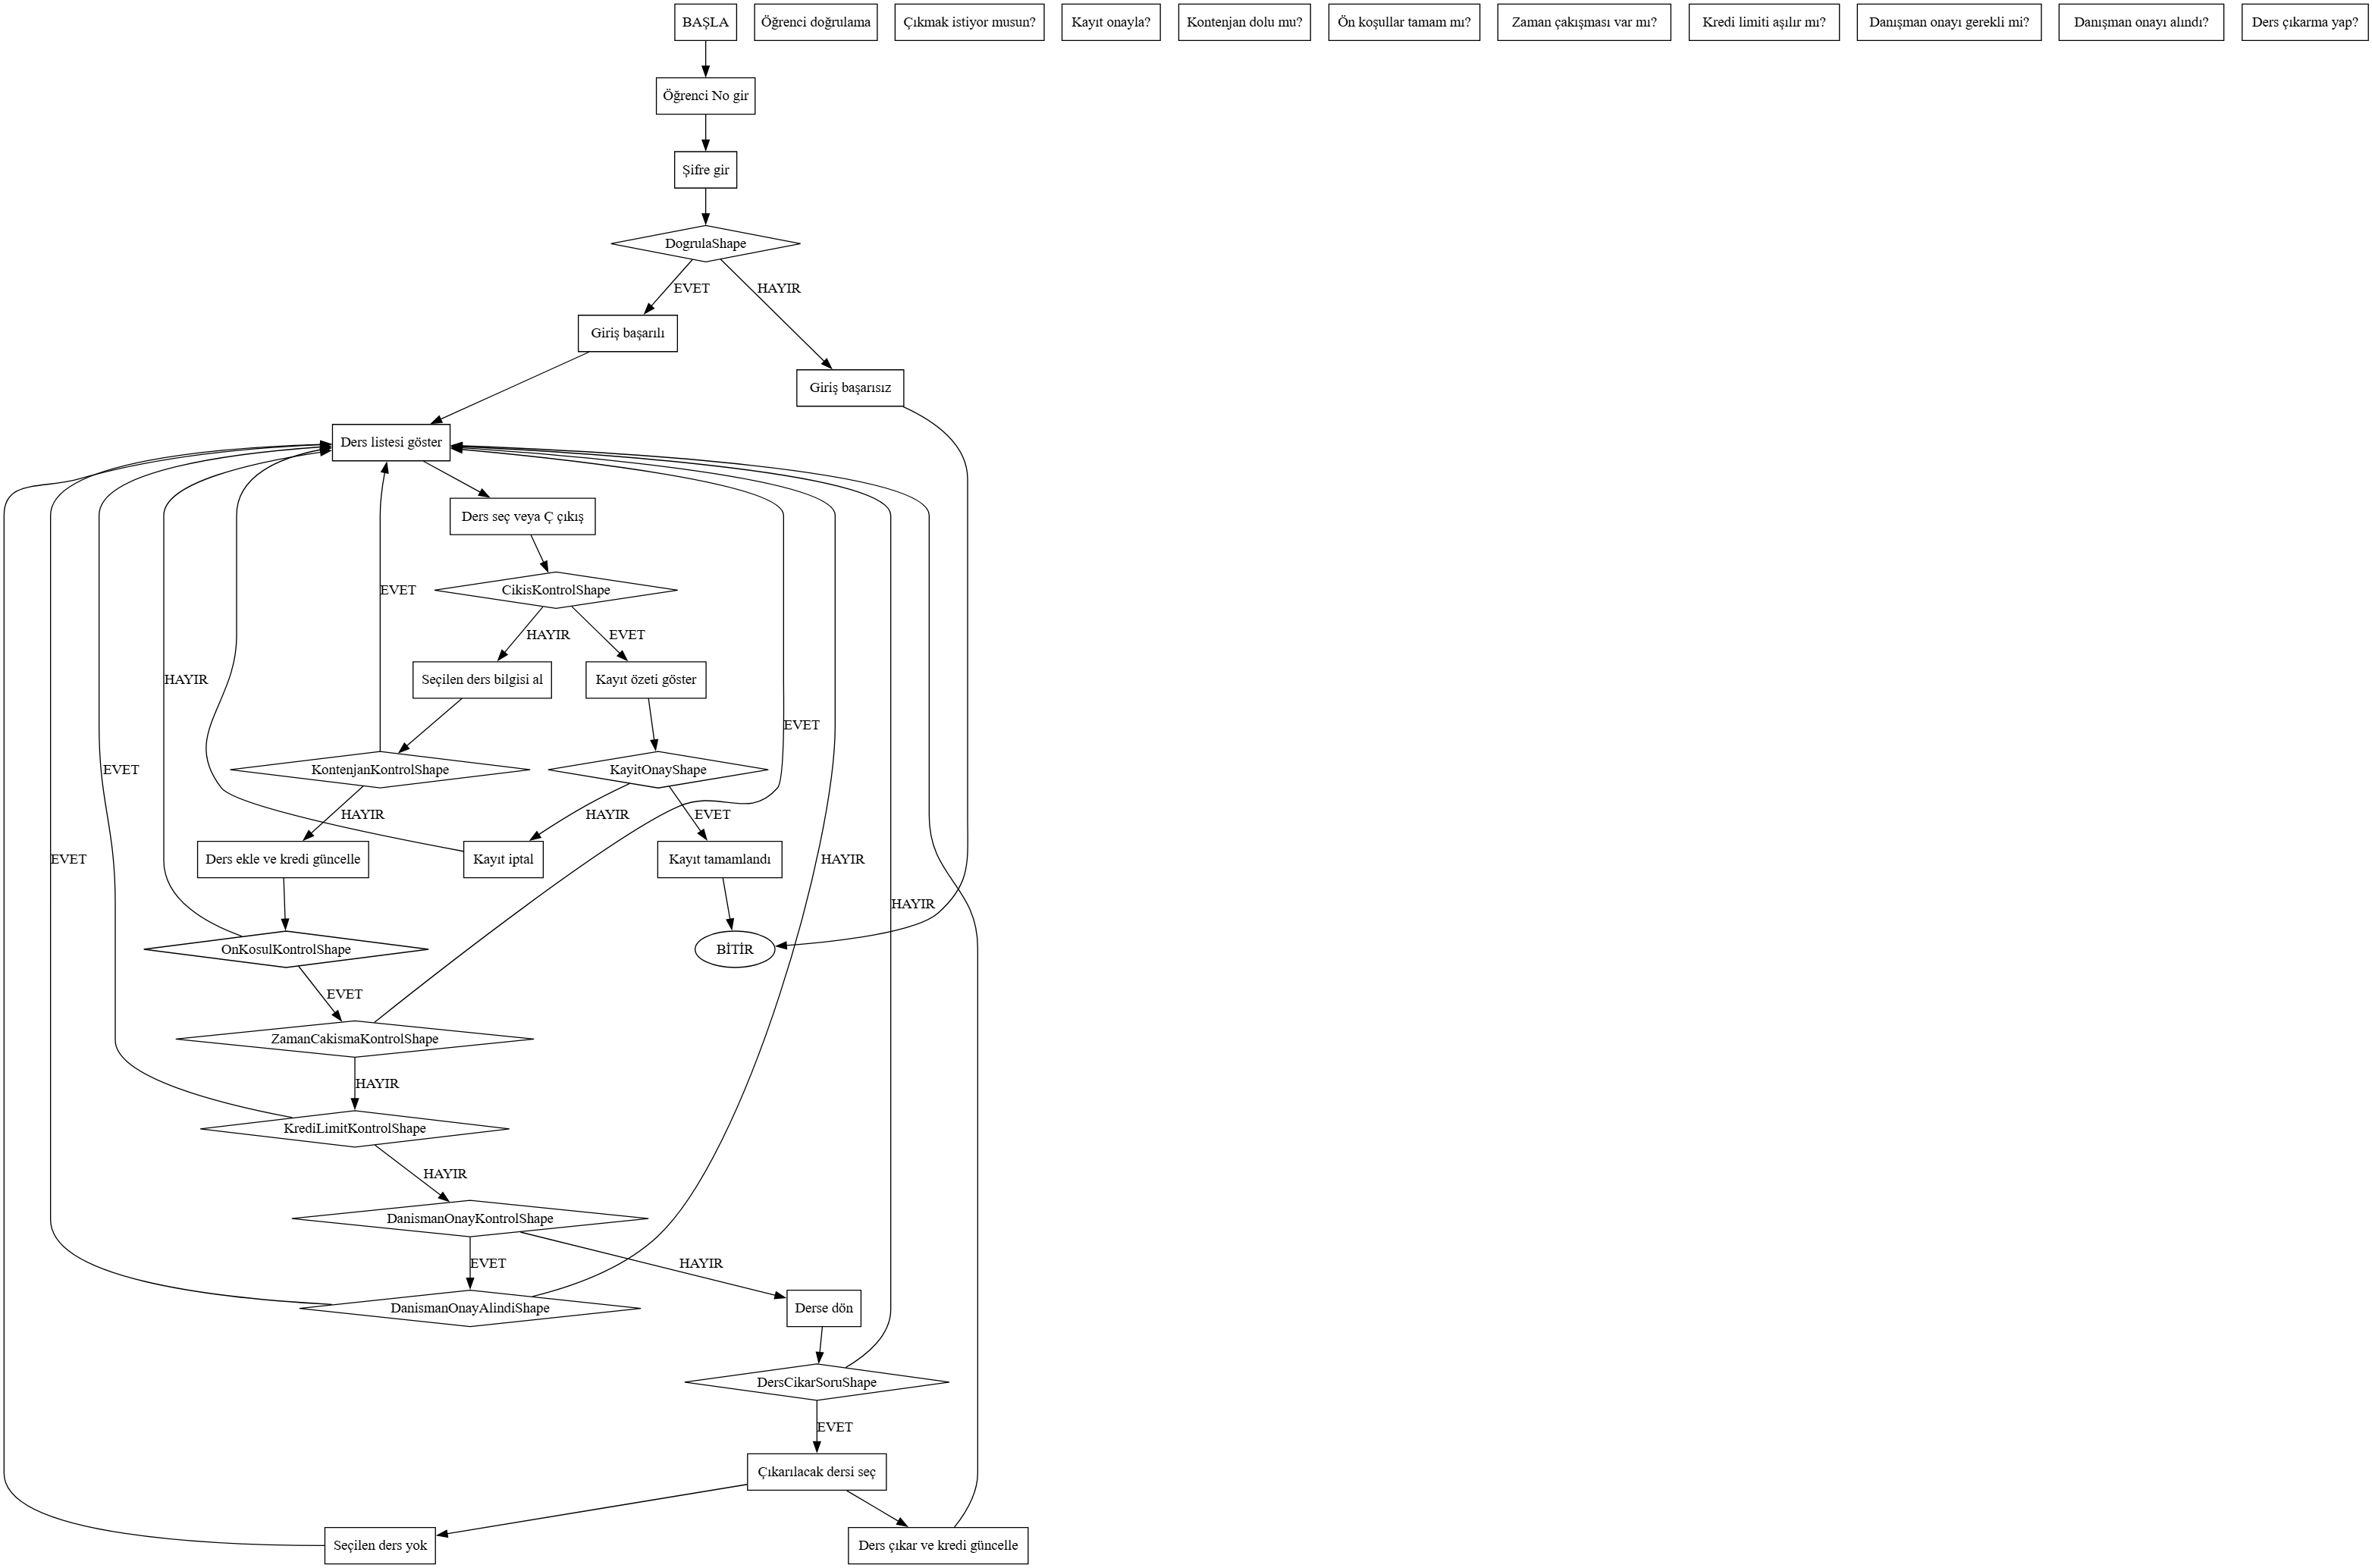 BAŞLA
Öğrenci doğrulama
Çıkmak istiyor musun?
Kayıt onayla?
Kontenjan dolu mu?
Ön koşullar tamam mı?
Zaman çakışması var mı?
Kredi limiti aşılır mı?
Danışman onayı gerekli mi?
Danışman onayı alındı?
Ders çıkarma yap?
Öğrenci No gir
Şifre gir
DogrulaShape
EVET
HAYIR
Giriş başarılı
Giriş başarısız
Ders listesi göster
Ders seç veya Ç çıkış
EVET
CikisKontrolShape
HAYIR
EVET
HAYIR
Seçilen ders bilgisi al
Kayıt özeti göster
EVET
EVET
KontenjanKontrolShape
KayitOnayShape
HAYIR
HAYIR
EVET
EVET
Ders ekle ve kredi güncelle
Kayıt iptal
Kayıt tamamlandı
HAYIR
HAYIR
OnKosulKontrolShape
BİTİR
EVET
ZamanCakismaKontrolShape
HAYIR
KrediLimitKontrolShape
HAYIR
DanismanOnayKontrolShape
EVET
HAYIR
DanismanOnayAlindiShape
Derse dön
DersCikarSoruShape
EVET
Çıkarılacak dersi seç
Seçilen ders yok
Ders çıkar ve kredi güncelle